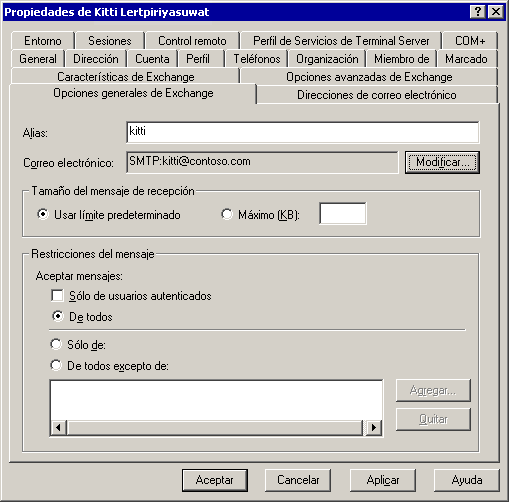 Propiedades de Kitti Lertpiriyasuwat
Entorno Sesiones Control remoto Perfil de Servicios de Terminal Server COM+
General Dirección Cuenta Perfil Teléfonos Organización Miembro de Marcado
Características de Exchange Opciones avanzadas de Exchange
Opciones generales de Exchange Direcciones de correo electrónico
Alias: kitti
Correo electrónico: SMTP:kitti@contoso.com Modificar...
Tamaño del mensaje de recepción
Usar límite predeterminado Máximo (KB):
Restricciones del mensaje
Aceptar mensajes:
Sólo de usuarios autenticados
De todos
Sólo de:
De todos excepto de:
Agregar...
Quitar
Aceptar Cancelar Aplicar Ayuda